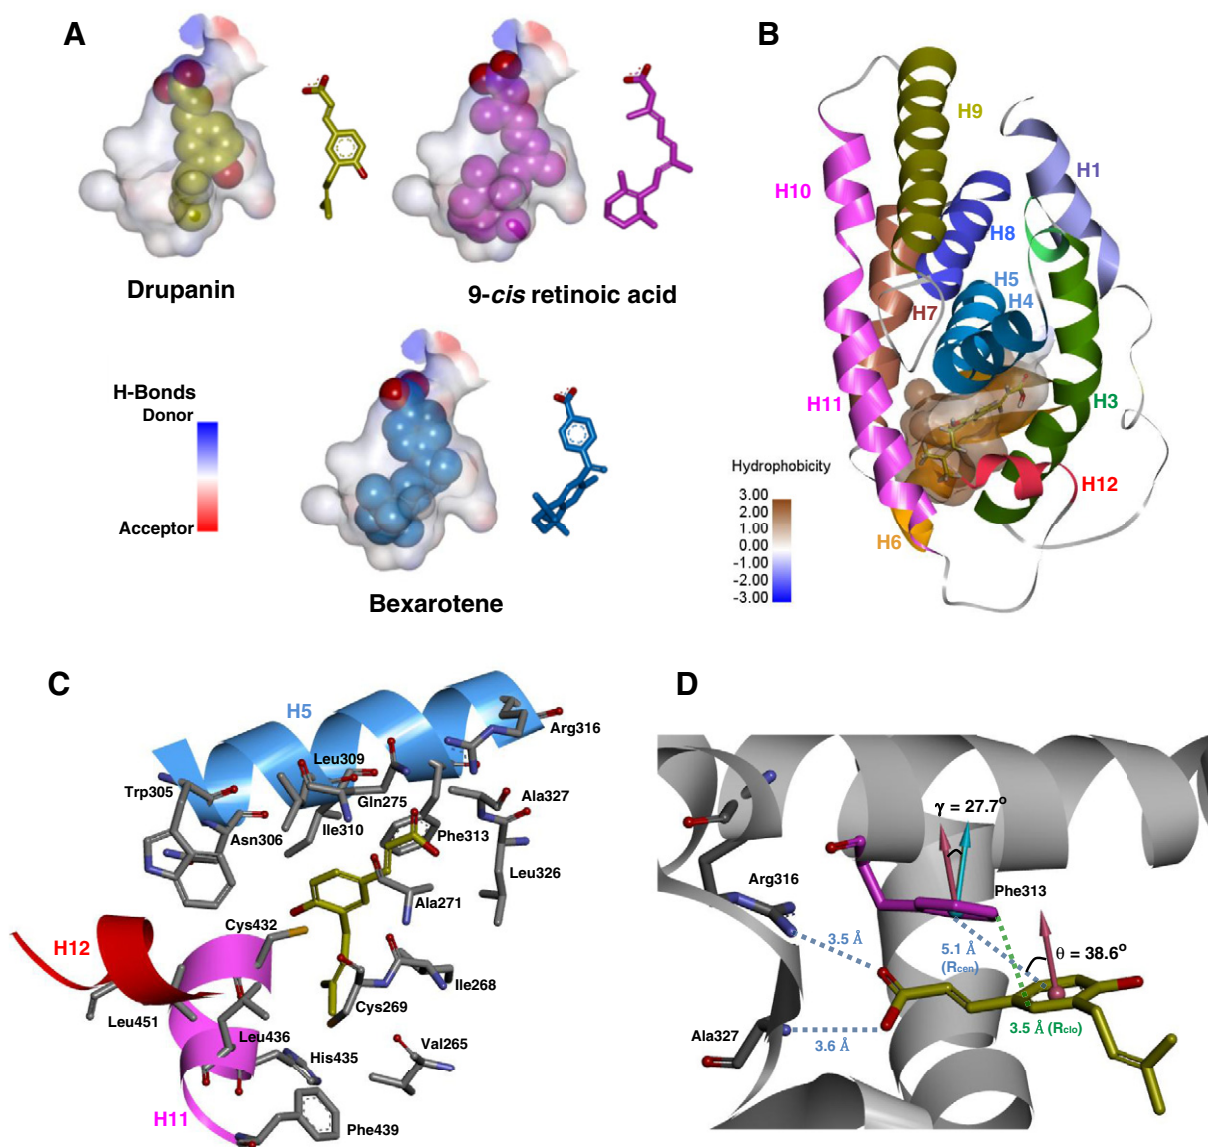 A
Drupanin
9-cis retinoic acid
H-Bonds
Donor
Acceptor
Bexarotene
B
H9
H10
H1
H8
H5
H4
H7
H11
H3
H12
H6
Hydrophobicity
3.00
2.00
1.00
0.00
-1.00
-2.00
-3.00
C
H5
Arg316
Leu309
Trp305
Gln275
Ala327
Asn306
Ile310
Phe313
Leu326
Ala271
Cys432
H12
Ile268
Cys269
Leu451
Leu436
Val265
His435
H11
Phe439
D
γ = 27.7°
Arg316
Phe313
3.5 Å
5.1 Å
(Rcen)
θ = 38.6°
3.5 Å (Rclo)
Ala327
3.6 Å